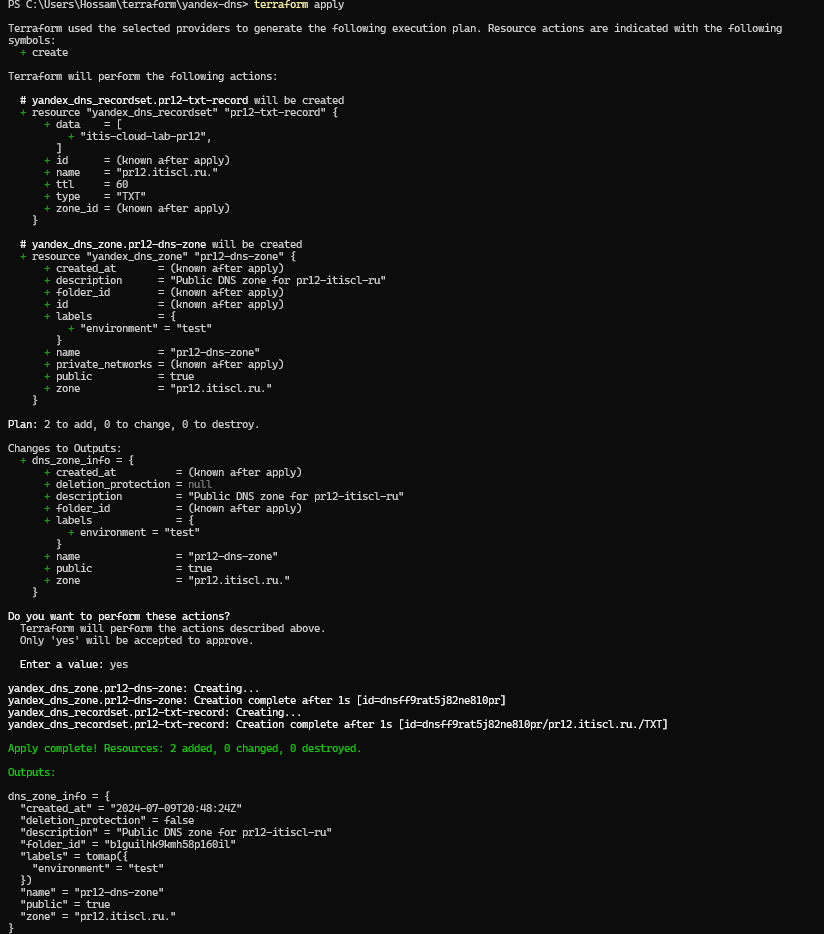 PS C:\Users\Hossam\terraform\yandex-dns> terraform apply
Terraform used the selected providers to generate the following execution plan. Resource actions are indicated with the following
symbols:
  + create
Terraform will perform the following actions:
  # yandex_dns_recordset.pr12-txt-record will be created
  + resource "yandex_dns_recordset" "pr12-txt-record" {
      + data    = [
          + "itis-cloud-lab-pr12",
        ]
      + id      = (known after apply)
      + name    = "pr12.itiscl.ru."
      + ttl     = 60
      + type    = "TXT"
      + zone_id = (known after apply)
    }
  # yandex_dns_zone.pr12-dns-zone will be created
  + resource "yandex_dns_zone" "pr12-dns-zone" {
      + created_at       = (known after apply)
      + description      = "Public DNS zone for pr12-itiscl-ru"
      + folder_id        = (known after apply)
      + id               = (known after apply)
      + labels           = {
          + "environment" = "test"
        }
      + name             = "pr12-dns-zone"
      + private_networks = (known after apply)
      + public           = true
      + zone             = "pr12.itiscl.ru."
    }
Plan: 2 to add, 0 to change, 0 to destroy.
Changes to Outputs:
  + dns_zone_info = {
      + created_at          = (known after apply)
      + deletion_protection = null
      + description         = "Public DNS zone for pr12-itiscl-ru"
      + folder_id           = (known after apply)
      + labels              = {
          + environment = "test"
        }
      + name                = "pr12-dns-zone"
      + public              = true
      + zone                = "pr12.itiscl.ru."
    }
Do you want to perform these actions?
  Terraform will perform the actions described above.
  Only 'yes' will be accepted to approve.
  Enter a value: yes
yandex_dns_zone.pr12-dns-zone: Creating...
yandex_dns_zone.pr12-dns-zone: Creation complete after 1s [id=dnsff9rat5j82ne810pr]
yandex_dns_recordset.pr12-txt-record: Creating...
yandex_dns_recordset.pr12-txt-record: Creation complete after 1s [id=dnsff9rat5j82ne810pr/pr12.itiscl.ru./TXT]
Apply complete! Resources: 2 added, 0 changed, 0 destroyed.
Outputs:
dns_zone_info = {
  "created_at" = "2024-07-09T20:48:24Z"
  "deletion_protection" = false
  "description" = "Public DNS zone for pr12-itiscl-ru"
  "folder_id" = "b1guilhk9kmh58p160il"
  "labels" = tomap({
    "environment" = "test"
  })
  "name" = "pr12-dns-zone"
  "public" = true
  "zone" = "pr12.itiscl.ru."
}